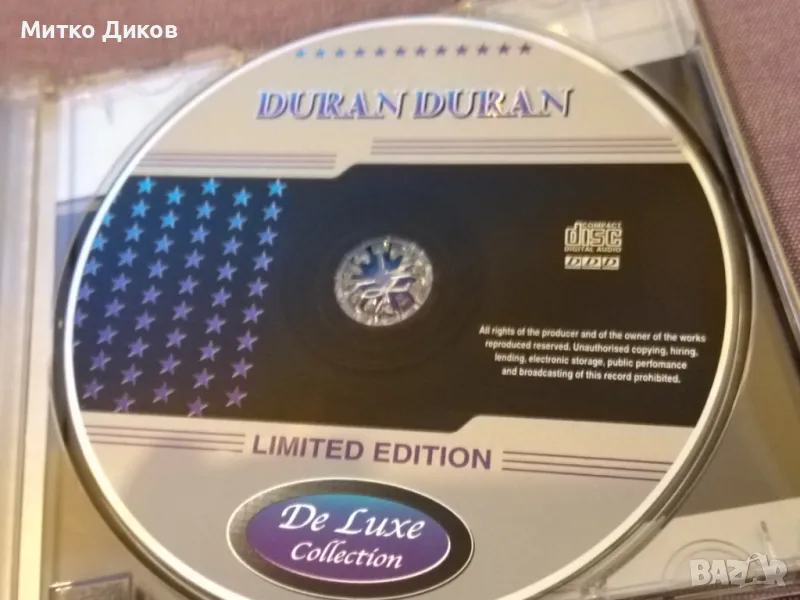 Митко Диков
DURAN DURAN
COMPACT
disc
DIGITAL AUDIO
DDD
All rights of the producer and of the owner of the works
reproduced reserved. Unauthorised copying, hiring,
lending, electronic storage, public perfomance
and broadcasting of this record prohibited.
LIMITED EDITION
De Luxe
Collection
BAZAR